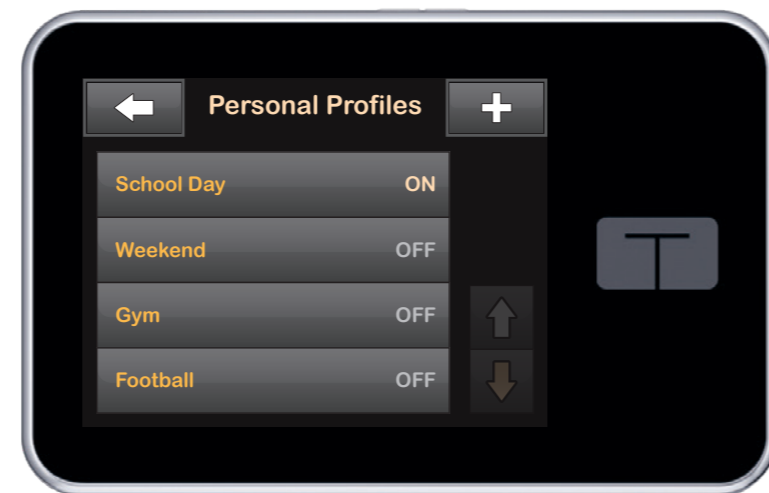 Personal Profiles
School Day ON
Weekend OFF
Gym OFF
Football OFF